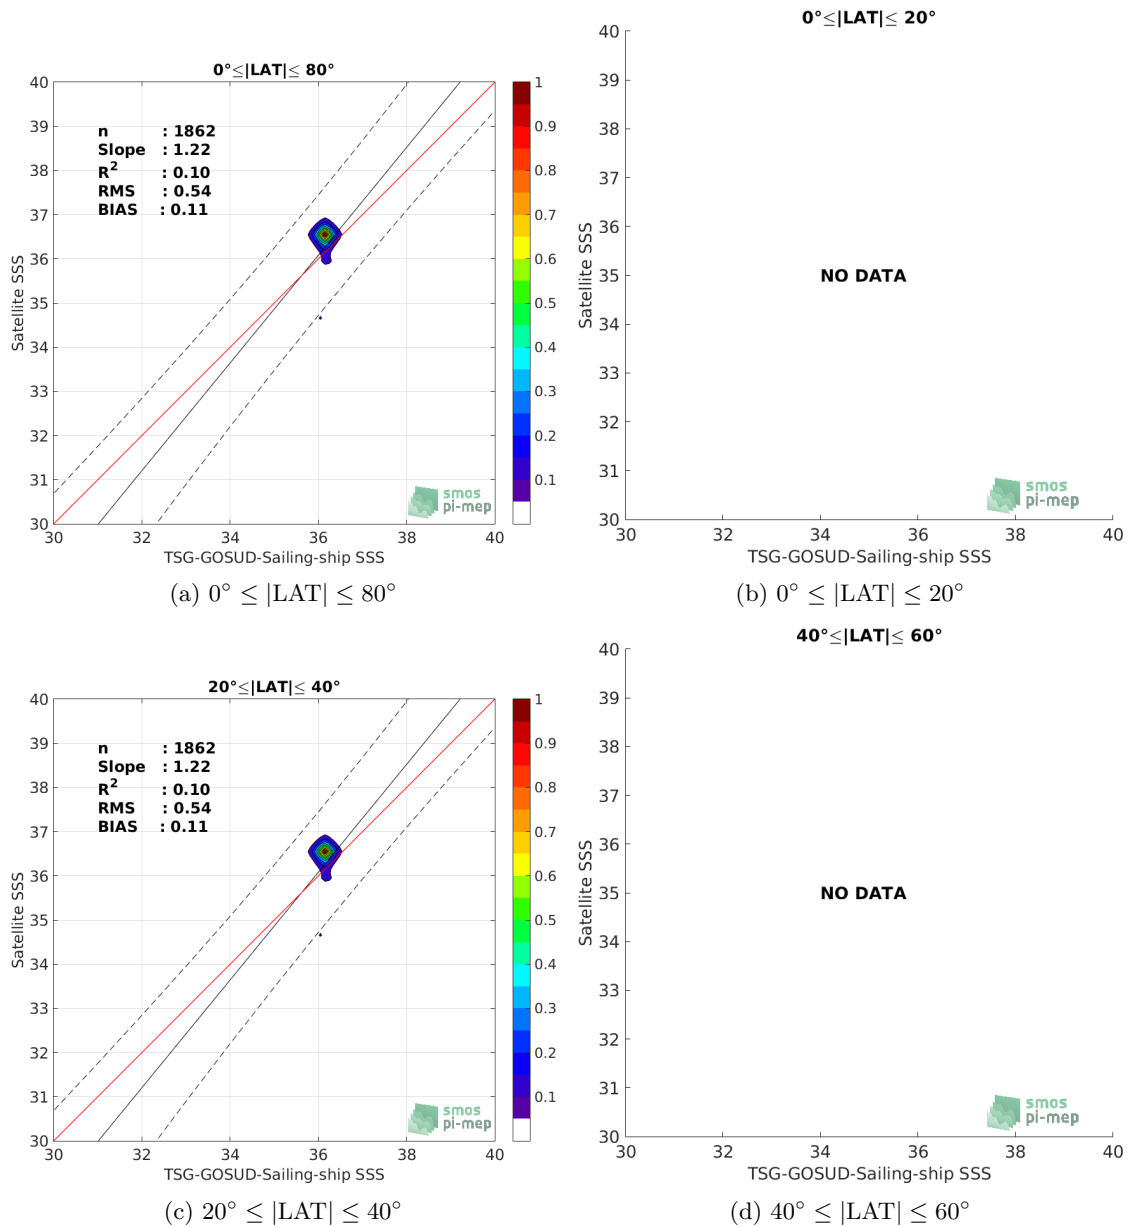 0°≤|LAT|≤ 80°
40
39
38
37
36
35
34
33
32
31
30
Satellite SSS
n : 1862
Slope : 1.22
R² : 0.10
RMS : 0.54
BIAS : 0.11
1
0.9
0.8
0.7
0.6
0.5
0.4
0.3
0.2
0.1
smos
pi-mep
30 32 34 36 38 40
TSG-GOSUD-Sailing-ship SSS
(a) 0° ≤ |LAT| ≤ 80°
0°≤|LAT|≤ 20°
40
39
38
37
36
35
34
33
32
31
30
Satellite SSS
NO DATA
smos
pi-mep
30 32 34 36 38 40
TSG-GOSUD-Sailing-ship SSS
(b) 0° ≤ |LAT| ≤ 20°
20°≤|LAT|≤ 40°
40
39
38
37
36
35
34
33
32
31
30
Satellite SSS
n : 1862
Slope : 1.22
R² : 0.10
RMS : 0.54
BIAS : 0.11
1
0.9
0.8
0.7
0.6
0.5
0.4
0.3
0.2
0.1
smos
pi-mep
30 32 34 36 38 40
TSG-GOSUD-Sailing-ship SSS
(c) 20° ≤ |LAT| ≤ 40°
40°≤|LAT|≤ 60°
40
39
38
37
36
35
34
33
32
31
30
Satellite SSS
NO DATA
smos
pi-mep
30 32 34 36 38 40
TSG-GOSUD-Sailing-ship SSS
(d) 40° ≤ |LAT| ≤ 60°